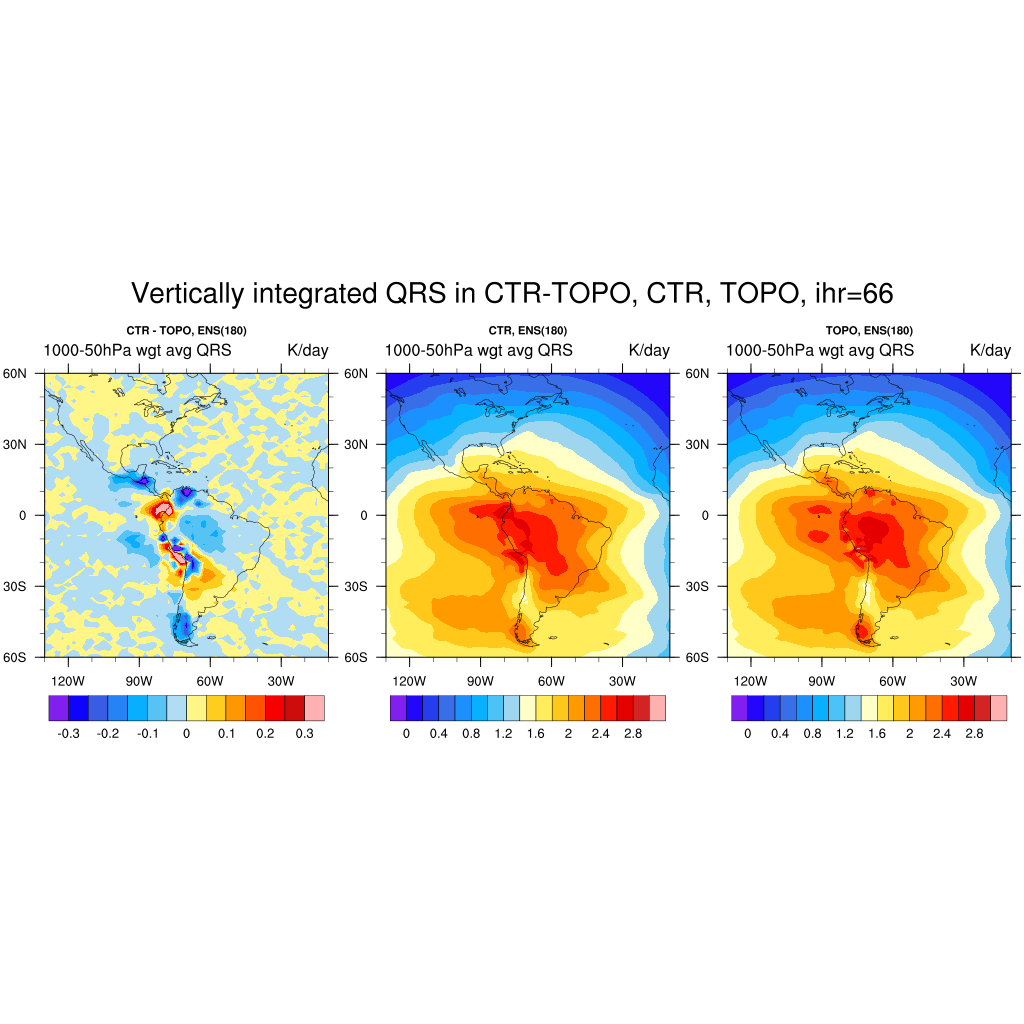 Vertically integrated QRS in CTR-TOPO, CTR, TOPO, ihr=66
CTR - TOPO, ENS(180)
1000-50hPa wgt avg QRS K/day
60N
30N
0
30S
60S
120W 90W 60W 30W
-0.3 -0.2 -0.1 0 0.1 0.2 0.3
CTR, ENS(180)
1000-50hPa wgt avg QRS K/day
60N
30N
0
30S
60S
120W 90W 60W 30W
0 0.4 0.8 1.2 1.6 2 2.4 2.8
TOPO, ENS(180)
1000-50hPa wgt avg QRS K/day
60N
30N
0
30S
60S
120W 90W 60W 30W
0 0.4 0.8 1.2 1.6 2 2.4 2.8